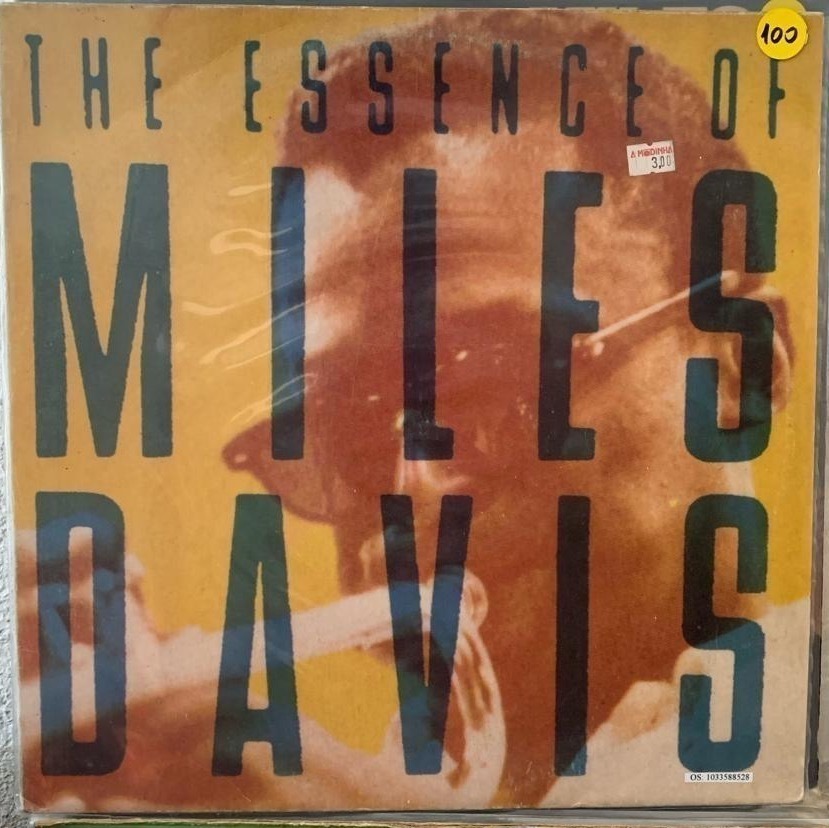 100
THE ESSENCE OF
A MODINHA
3,00
MILES
DAVIS
OS. 1033588528